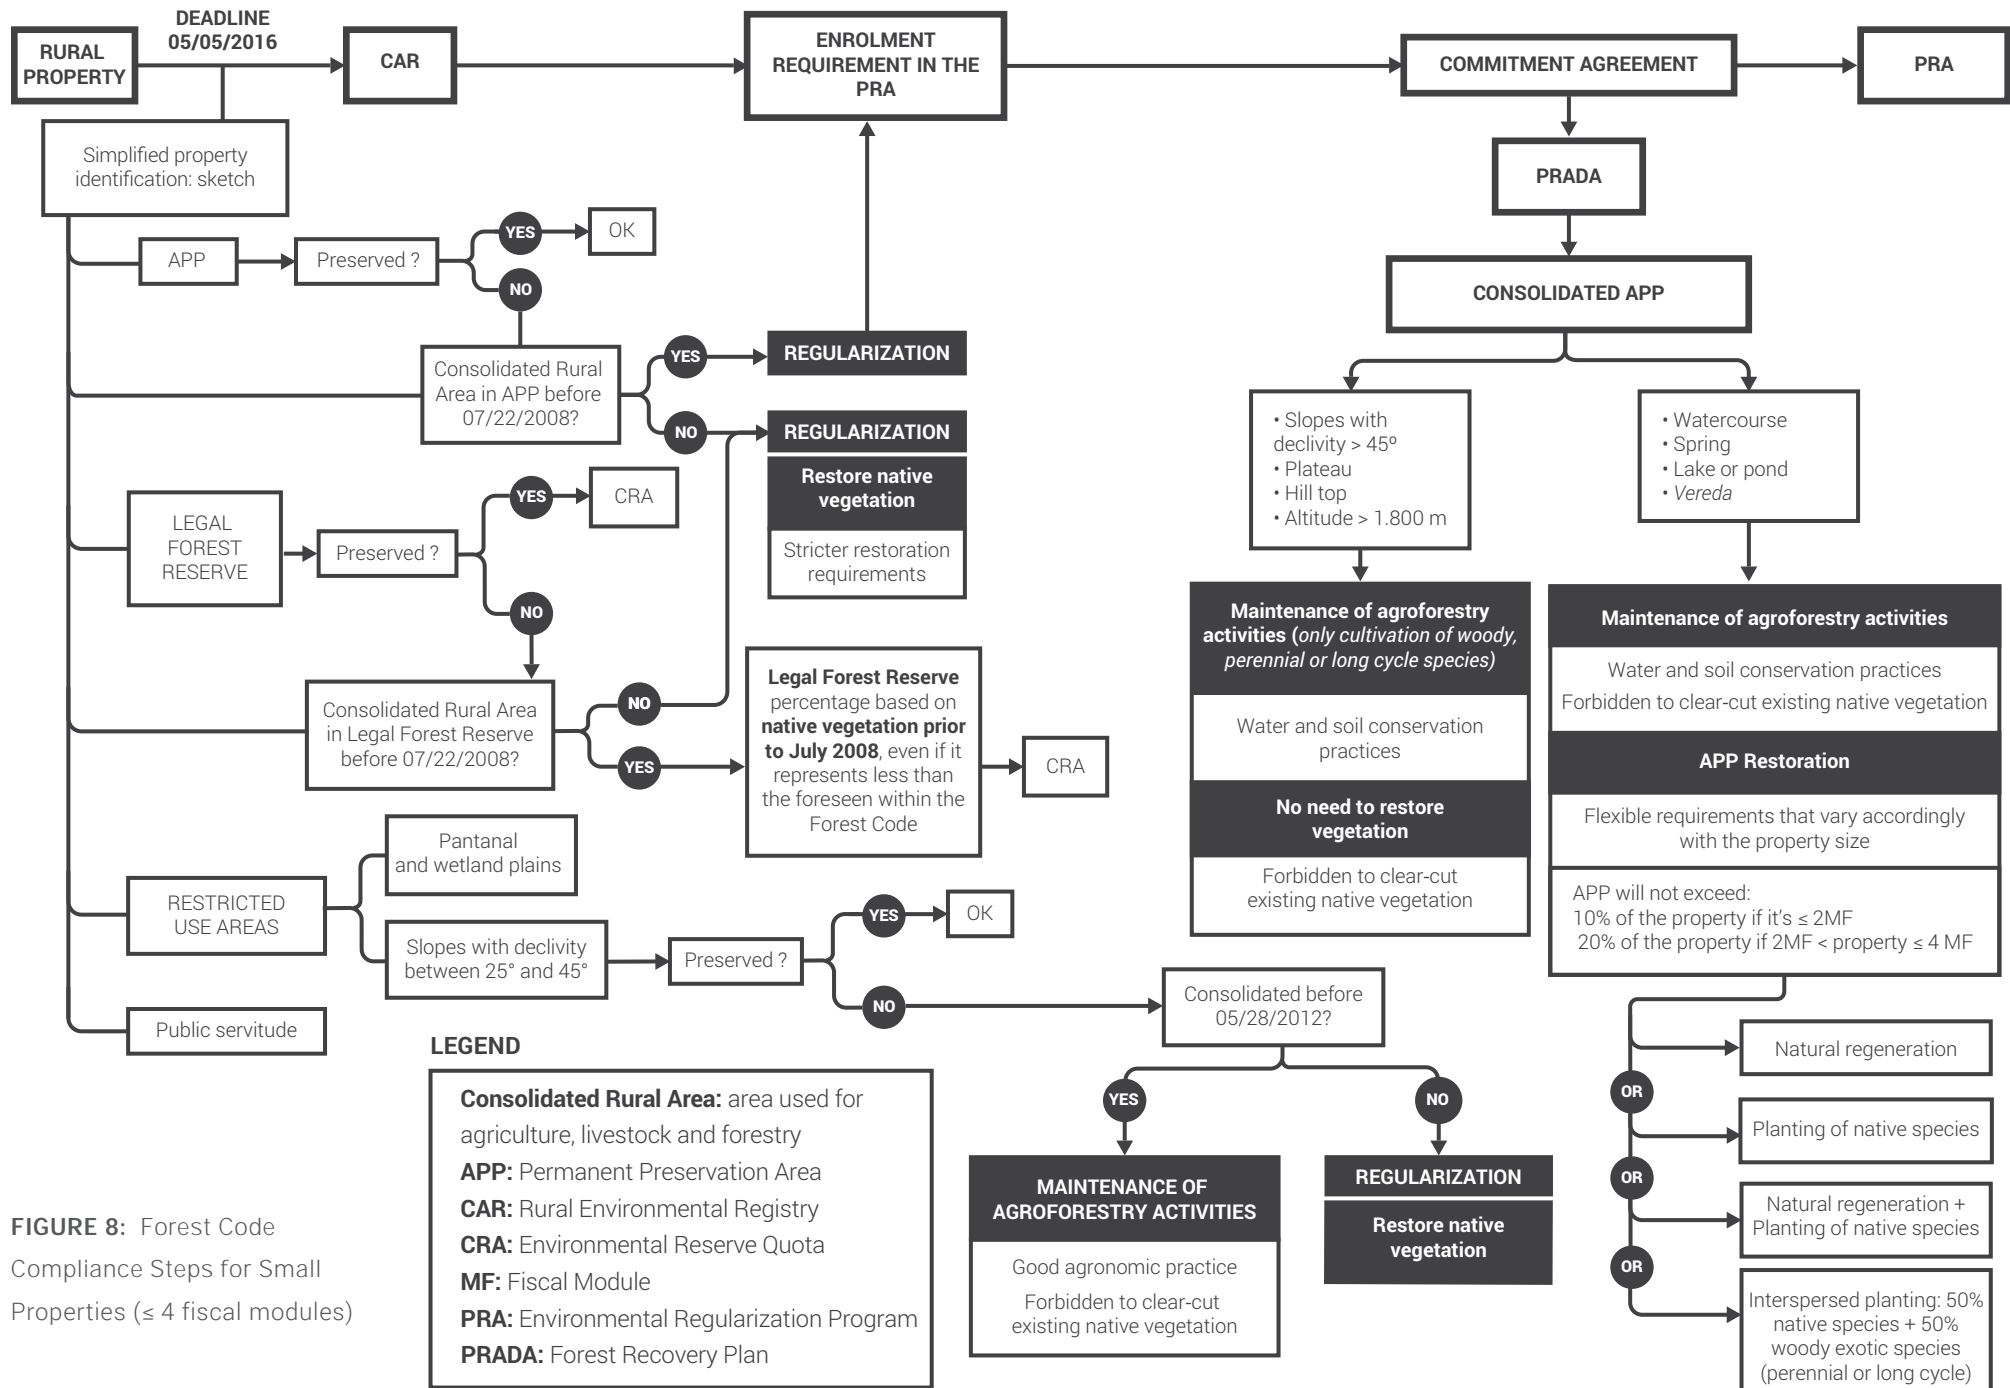 DEADLINE
05/05/2016
RURAL
PROPERTY
CAR
ENROLMENT
REQUIREMENT IN THE
PRA
COMMITMENT AGREEMENT
PRA
Simplified property
identification: sketch
PRADA
CONSOLIDATED APP
APP
Preserved ?
YES
OK
NO
Consolidated Rural
Area in APP before
07/22/2008?
YES
REGULARIZATION
NO
REGULARIZATION
Restore native
vegetation
Stricter restoration
requirements
LEGAL
FOREST
RESERVE
Preserved ?
YES
CRA
NO
Consolidated Rural Area
in Legal Forest Reserve
before 07/22/2008?
NO
YES
Legal Forest Reserve
percentage based on
native vegetation prior
to July 2008, even if it
represents less than
the foreseen within the
Forest Code
CRA
RESTRICTED
USE AREAS
Pantanal
and wetland plains
Slopes with declivity
between 25° and 45°
Preserved ?
YES
OK
NO
Consolidated before
05/28/2012?
YES
MAINTENANCE OF
AGROFORESTRY ACTIVITIES
Good agronomic practice
Forbidden to clear-cut
existing native vegetation
NO
REGULARIZATION
Restore native
vegetation
Public servitude
• Slopes with
declivity > 45º
• Plateau
• Hill top
• Altitude > 1.800 m
Maintenance of agroforestry
activities (only cultivation of woody,
perennial or long cycle species)
Water and soil conservation
practices
No need to restore
vegetation
Forbidden to clear-cut
existing native vegetation
• Watercourse
• Spring
• Lake or pond
• Vereda
Maintenance of agroforestry activities
Water and soil conservation practices
Forbidden to clear-cut existing native vegetation
APP Restoration
Flexible requirements that vary accordingly
with the property size
APP will not exceed:
10% of the property if it's ≤ 2MF
20% of the property if 2MF < property ≤ 4 MF
Natural regeneration
OR
Planting of native species
OR
Natural regeneration +
Planting of native species
OR
Interspersed planting: 50%
native species + 50%
woody exotic species
(perennial or long cycle)
LEGEND
Consolidated Rural Area: area used for
agriculture, livestock and forestry
APP: Permanent Preservation Area
CAR: Rural Environmental Registry
CRA: Environmental Reserve Quota
MF: Fiscal Module
PRA: Environmental Regularization Program
PRADA: Forest Recovery Plan
FIGURE 8: Forest Code
Compliance Steps for Small
Properties (≤ 4 fiscal modules)